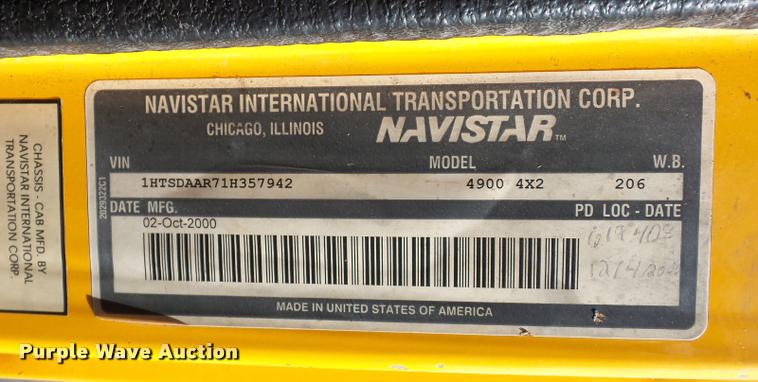 CHASSIS - CAB MFD. BY
NAVISTAR INTERNATIONAL
TRANSPORTATION CORP.
NAVISTAR INTERNATIONAL TRANSPORTATION CORP.
CHICAGO, ILLINOIS NAVISTAR TM
VIN MODEL W.B.
1HTSDAAR71H357942 4900 4X2 206
DATE MFG. PD LOC - DATE
02-Oct-2000
MADE IN UNITED STATES OF AMERICA
Purple Wave Auction